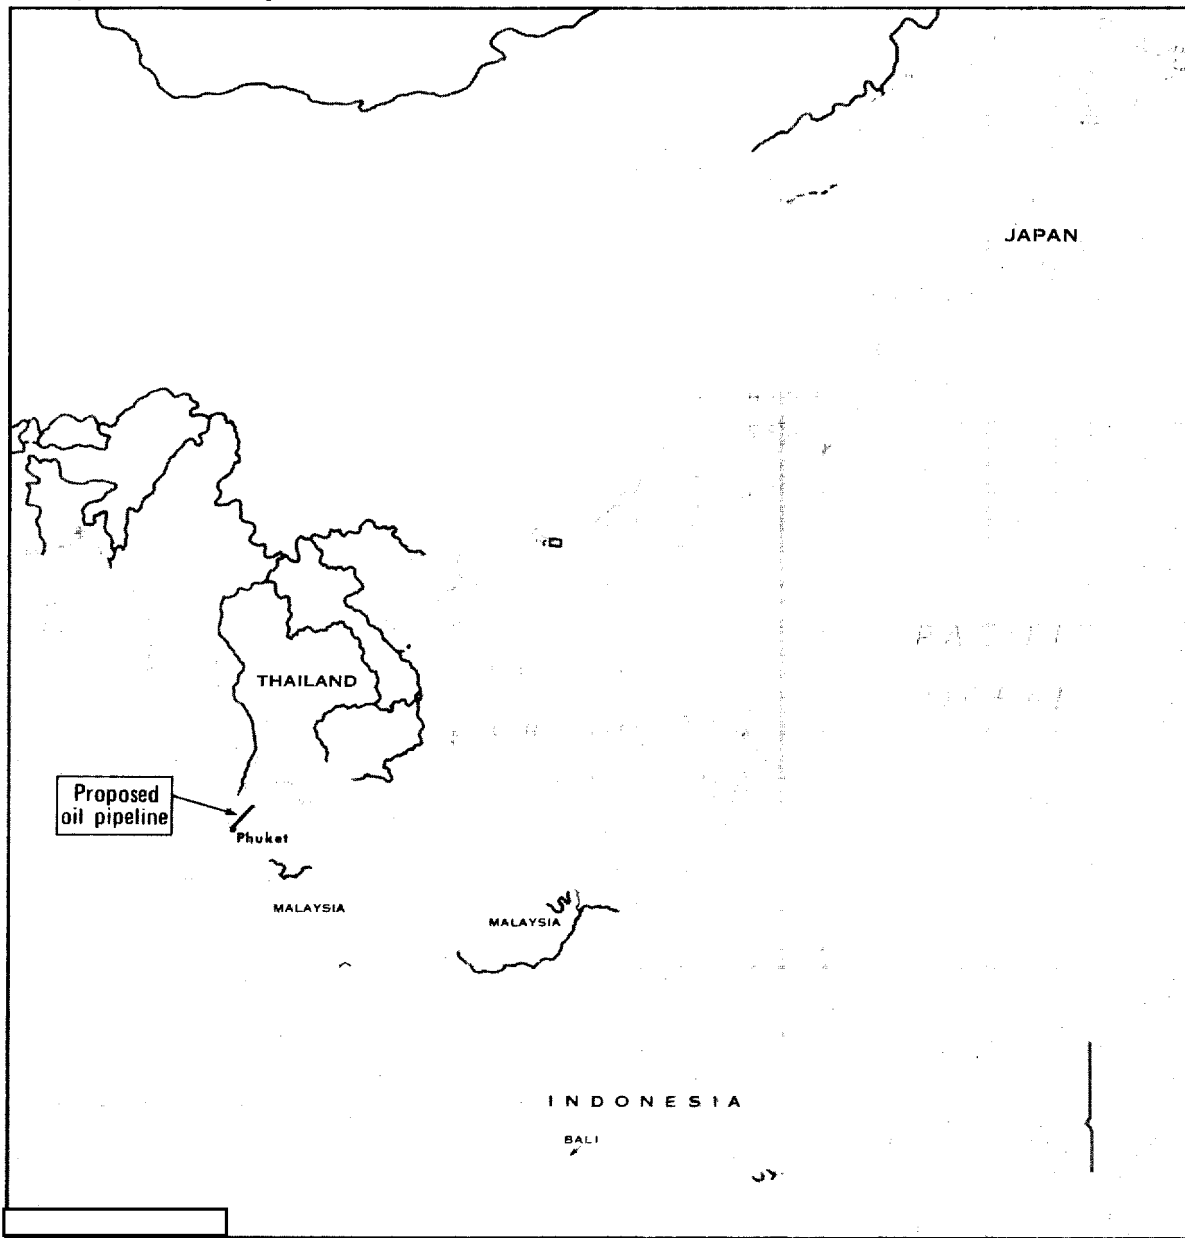 JAPAN
THAILAND
Proposed
oil pipeline
Phuket
MALAYSIA
MALAYSIA
INDONESIA
BALI